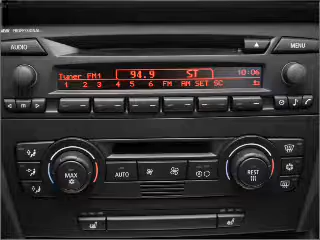 PROFESSIONAL
AUDIO
MENU
Tuner FM1 94.9 ST 10:06
1 2 3 4 5 6 FM AM SET SC
m
MAX
AUTO
REST